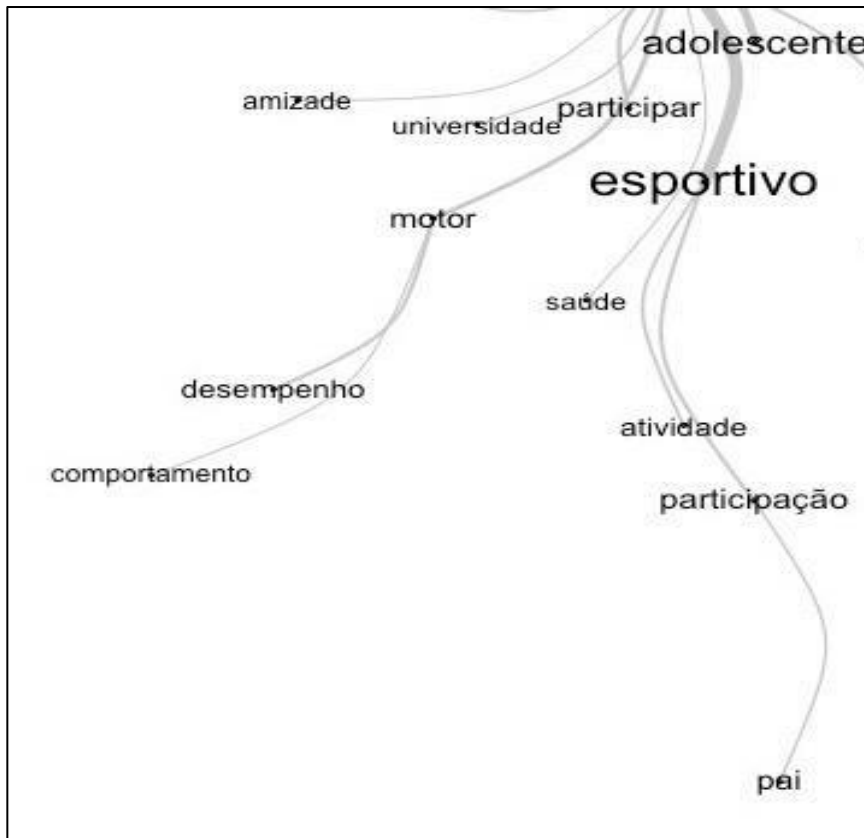 adolescente
amizade
participar
universidade
esportivo
motor
saúde
desempenho
atividade
comportamento
participação
pai